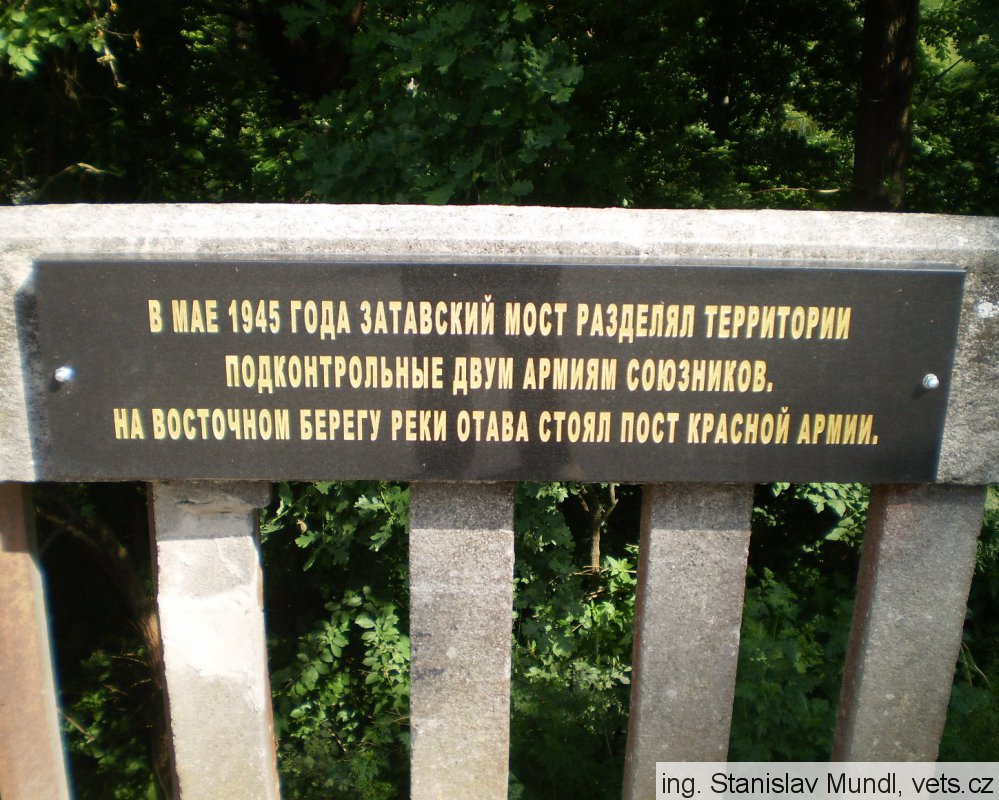 В МАЕ 1945 ГОДА ЗАТАВСКИЙ МОСТ РАЗДЕЛЯЛ ТЕРРИТОРИИ
ПОДКОНТРОЛЬНЫЕ ДВУМ АРМИЯМ СОЮЗНИКОВ.
НА ВОСТОЧНОМ БЕРЕГУ РЕКИ ОТАВА СТОЯЛ ПОСТ КРАСНОЙ АРМИИ.
ing. Stanislav Mundl, vets.cz